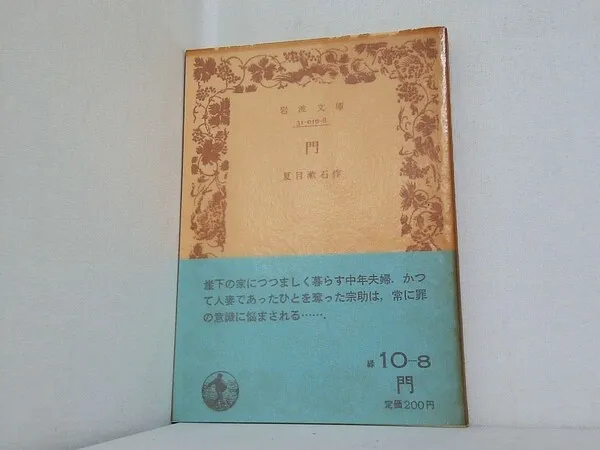 岩波文庫
31-010-8
門
夏目漱石作
崖下の家につつましく暮らす中年夫婦．かつ
て人妻であったひとを奪った宗助は，常に罪
の意識に悩まされる…….
緑 10-8
門
定価200円